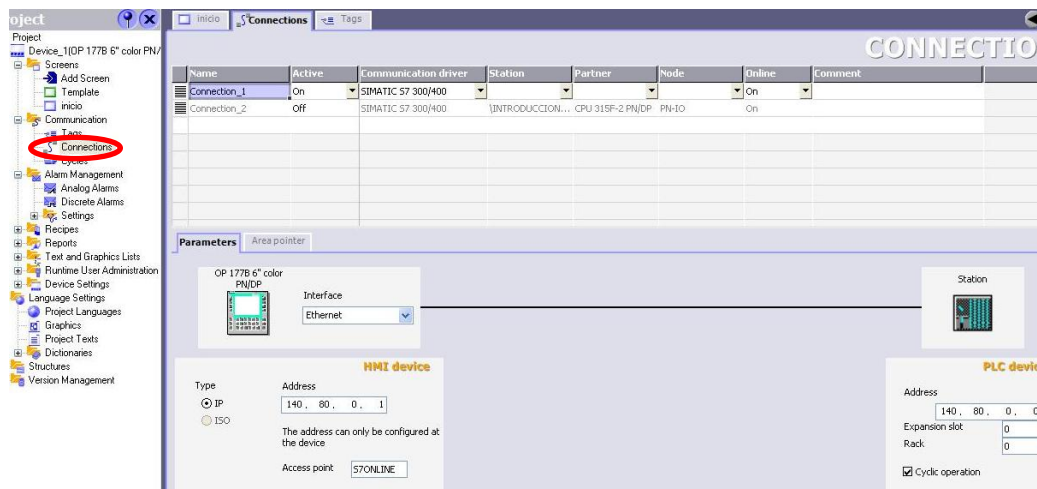 oject
Project
Device_1(OP 177B 6" color PN/
Screens
Add Screen
Template
inicio
Communication
Tags
Connections
Cycles
Alarm Management
Analog Alarms
Discrete Alarms
Settings
Recipes
Reports
Text and Graphics Lists
Runtime User Administration
Device Settings
Language Settings
Project Languages
Graphics
Project Texts
Dictionaries
Structures
Version Management
inicio Connections Tags
CONNECTIO
Name Active Communication driver Station Partner Node Online Comment
Connection_1 On SIMATIC S7 300/400 On
Connection_2 Off SIMATIC S7 300/400 \INTRODUCCION... CPU 315F-2 PN/DP PN-IO On
Parameters Area pointer
OP 177B 6" color
PN/DP
Interface
Ethernet
Station
HMI device
Type
IP
ISO
Address
140 . 80 . 0 . 1
The address can only be configured at
the device
Access point S7ONLINE
PLC devic
Address
140 . 80 . 0 . 0
Expansion slot 0
Rack 0
Cyclic operation